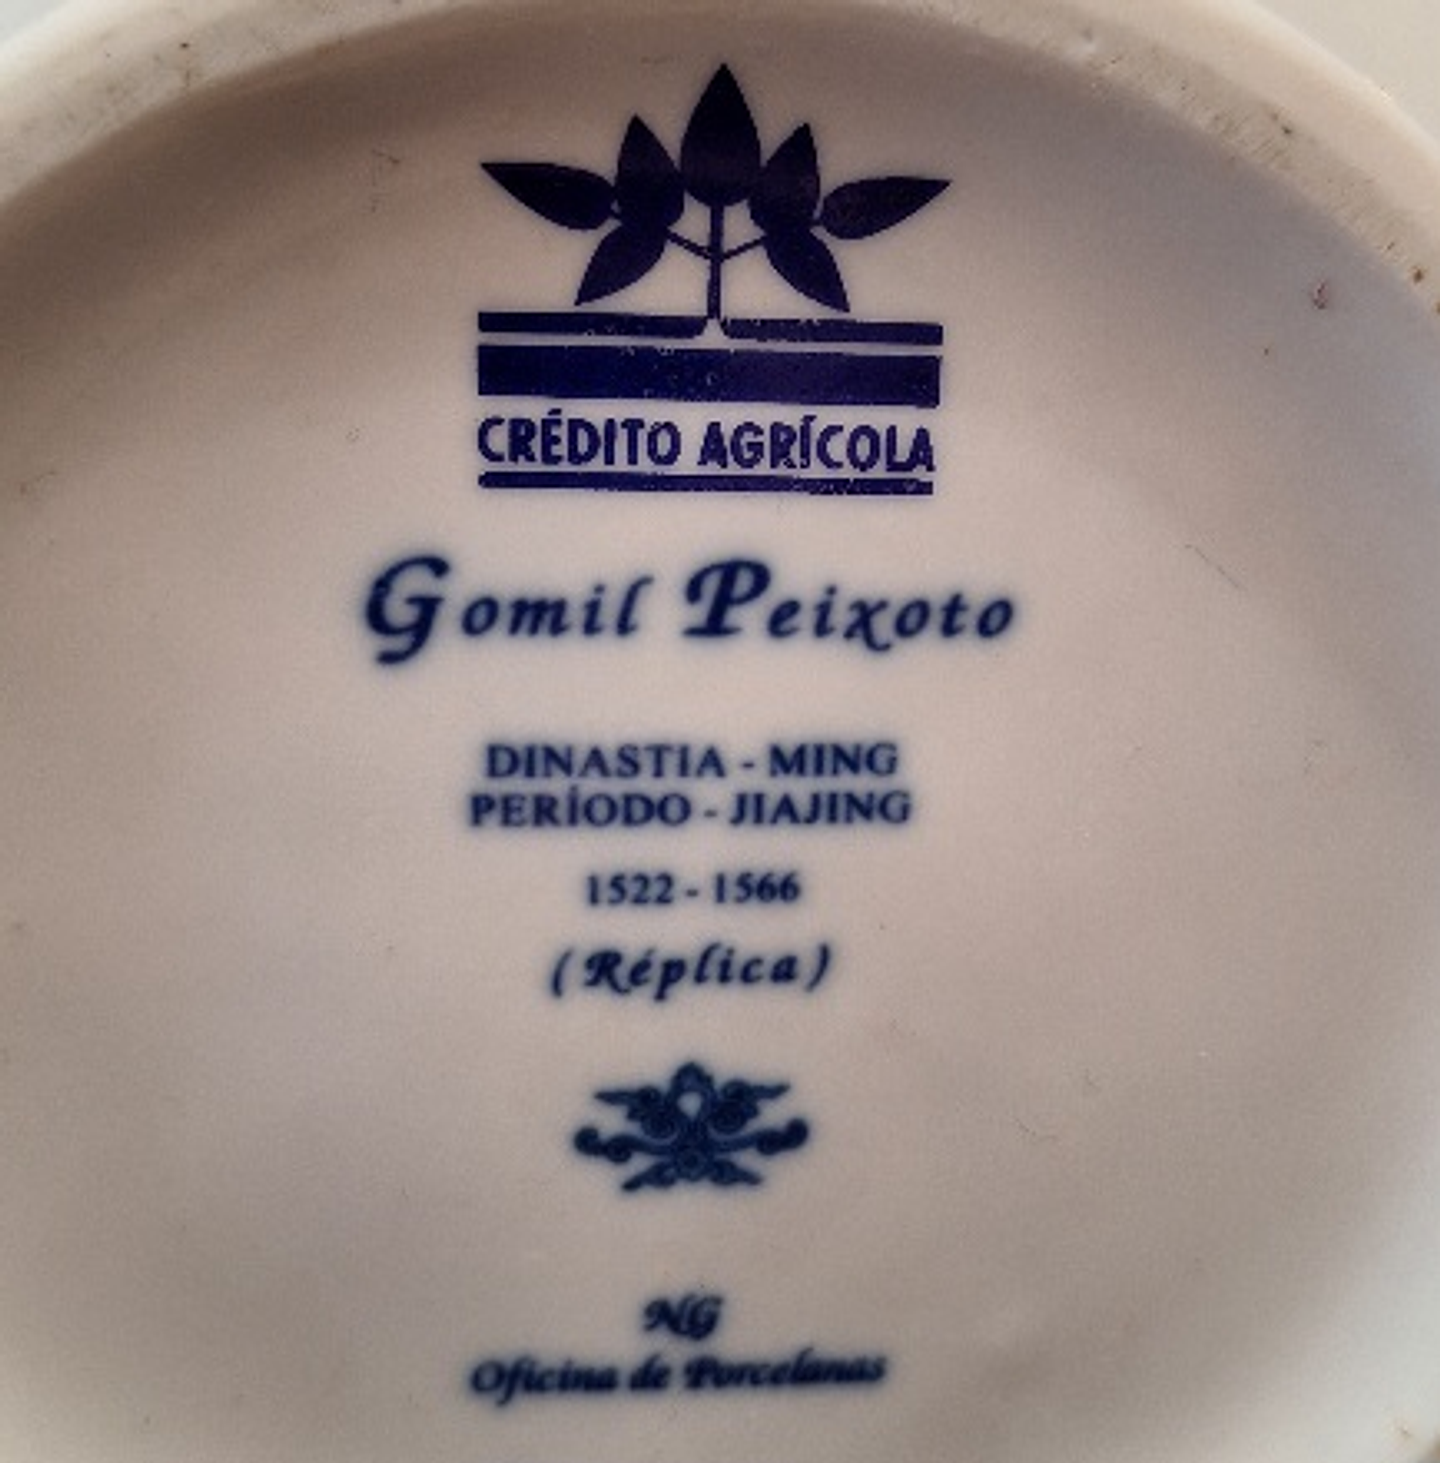 CRÉDITO AGRÍCOLA
Gomil Peixoto
DINASTIA - MING
PERÍODO - JIAJING
1522 - 1566
(Réplica)
NG
Oficina de Porcelanas